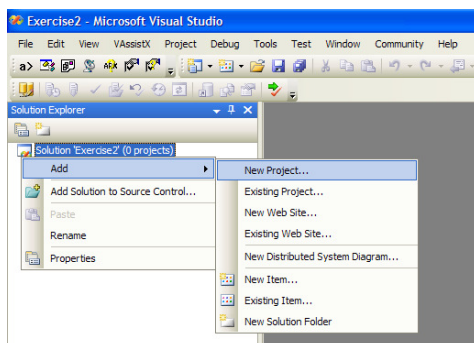 Exercise2 - Microsoft Visual Studio
File Edit View VAssistX Project Debug Tools Test Window Community Help
Solution Explorer
Solution 'Exercise2' (0 projects)
Add
Add Solution to Source Control...
Paste
Rename
Properties
New Project...
Existing Project...
New Web Site...
Existing Web Site...
New Distributed System Diagram...
New Item...
Existing Item...
New Solution Folder